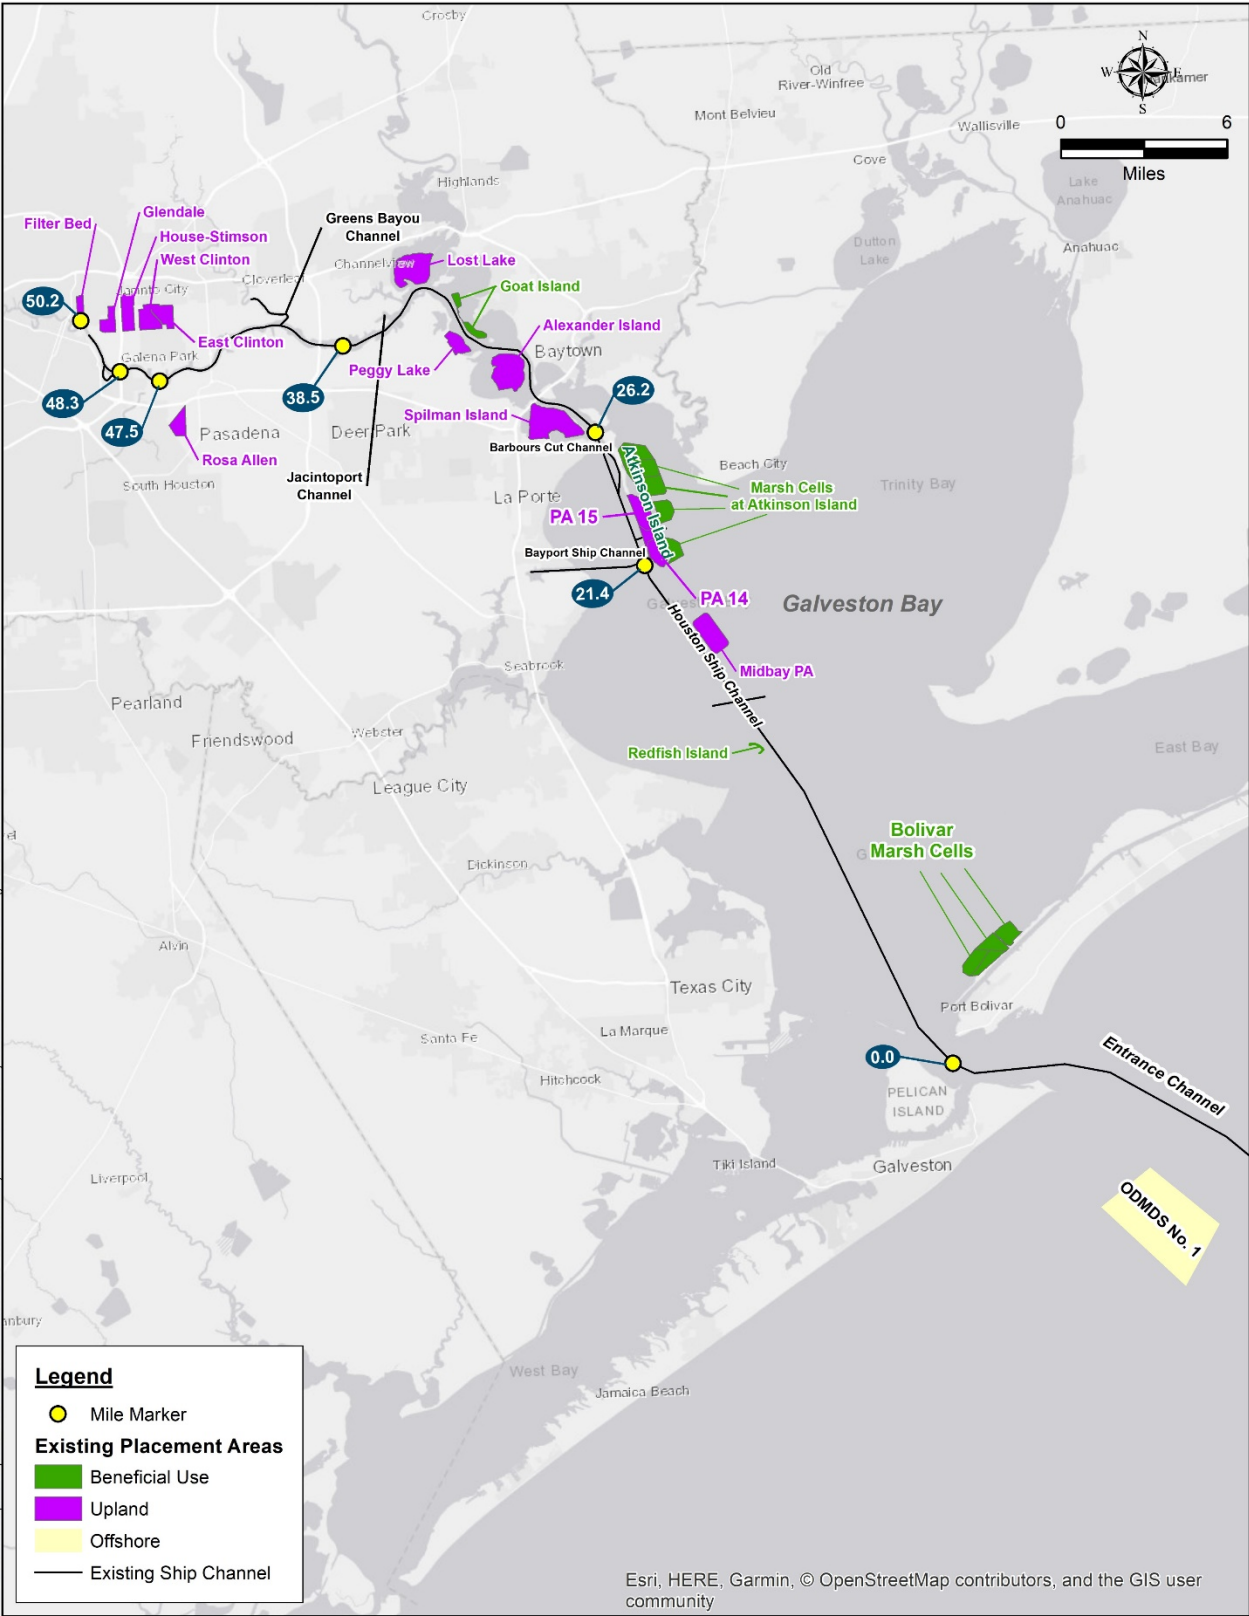 Crosby
N
W
E
S
Old
River-Winfree
Mont Belvieu
0
6
Miles
Wallisville
Cove
Lake
Anahuac
Highlands
Glendale
Filter Bed
House-Stimson
West Clinton
Greens Bayou
Channel
Dutton
Lake
Anahuac
Cloverleaf
Channelview
Lost Lake
Goat Island
Jacinto City
50.2
East Clinton
Alexander Island
Galena Park
Baytown
Peggy Lake
38.5
26.2
48.3
47.5
Spilman Island
Pasadena
Deer Park
Barbours Cut Channel
Rosa Allen
Atkinson Island
Beach City
South Houston
Jacintoport
Channel
La Porte
Marsh Cells
at Atkinson Island
Trinity Bay
PA 15
Bayport Ship Channel
21.4
PA 14
Galveston Bay
Houston Ship Channel
Seabrook
Midbay PA
Pearland
Friendswood
Webster
Redfish Island
East Bay
League City
Bolivar
Marsh Cells
Dickinson
Alvin
Texas City
Port Bolivar
Santa Fe
La Marque
0.0
Entrance Channel
Hitchcock
PELICAN
ISLAND
Liverpool
Tiki Island
Galveston
ODMDS No. 1
West Bay
Jamaica Beach
Legend
Mile Marker
Existing Placement Areas
Beneficial Use
Upland
Offshore
Existing Ship Channel
Esri, HERE, Garmin, © OpenStreetMap contributors, and the GIS user
community